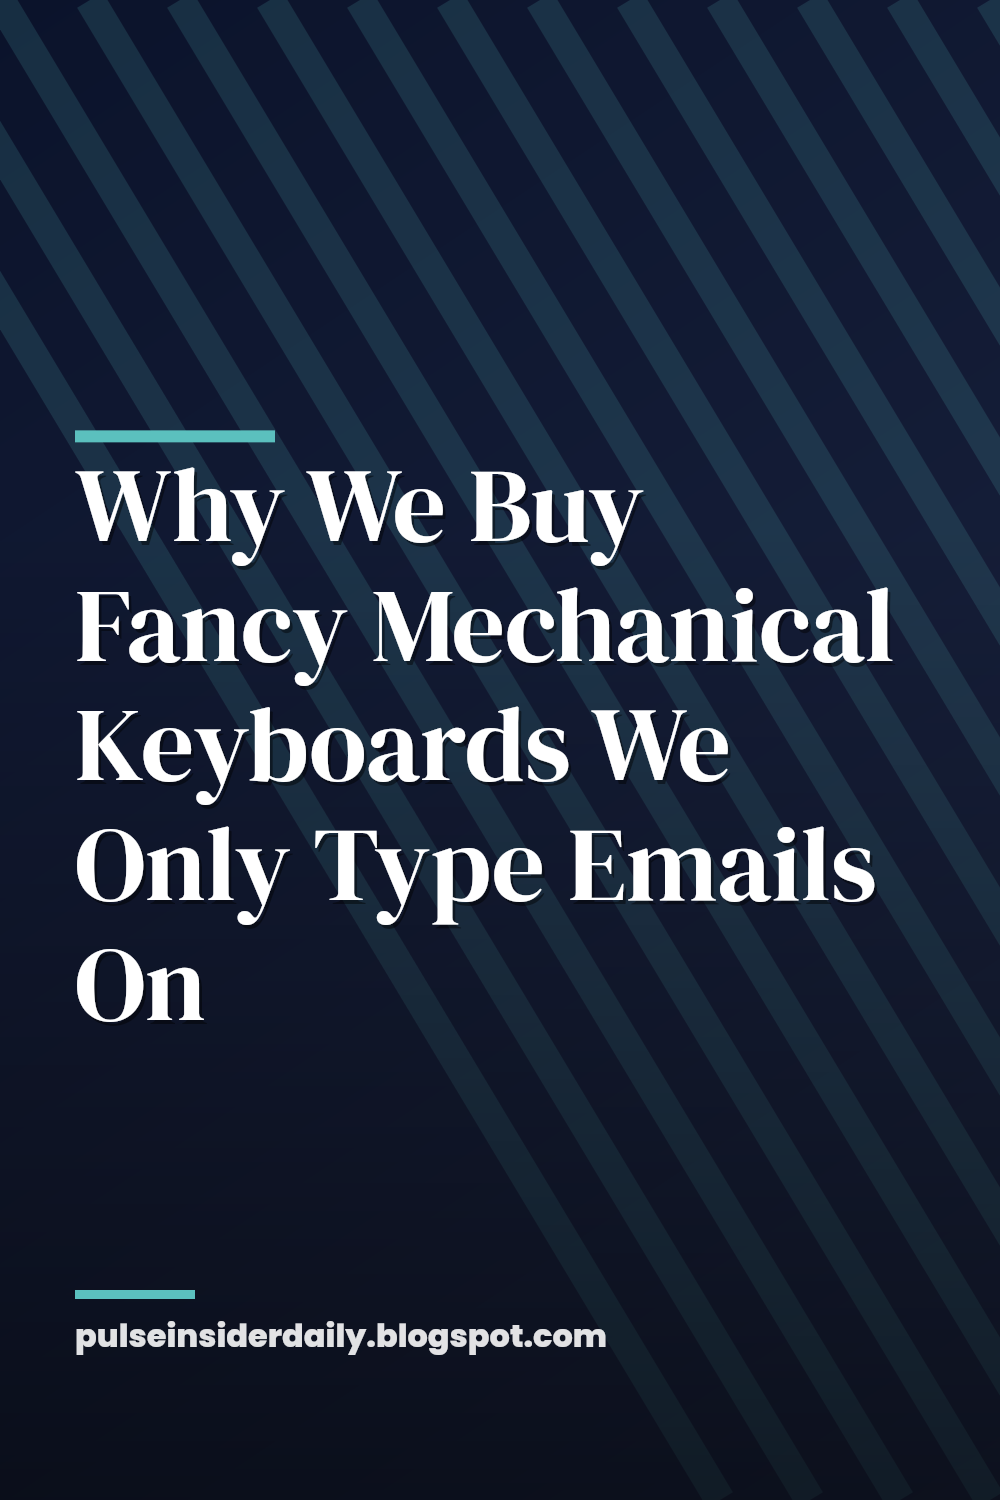 Why We Buy
Fancy Mechanical
Keyboards We
Only Type Emails
On
pulseinsiderdaily.blogspot.com